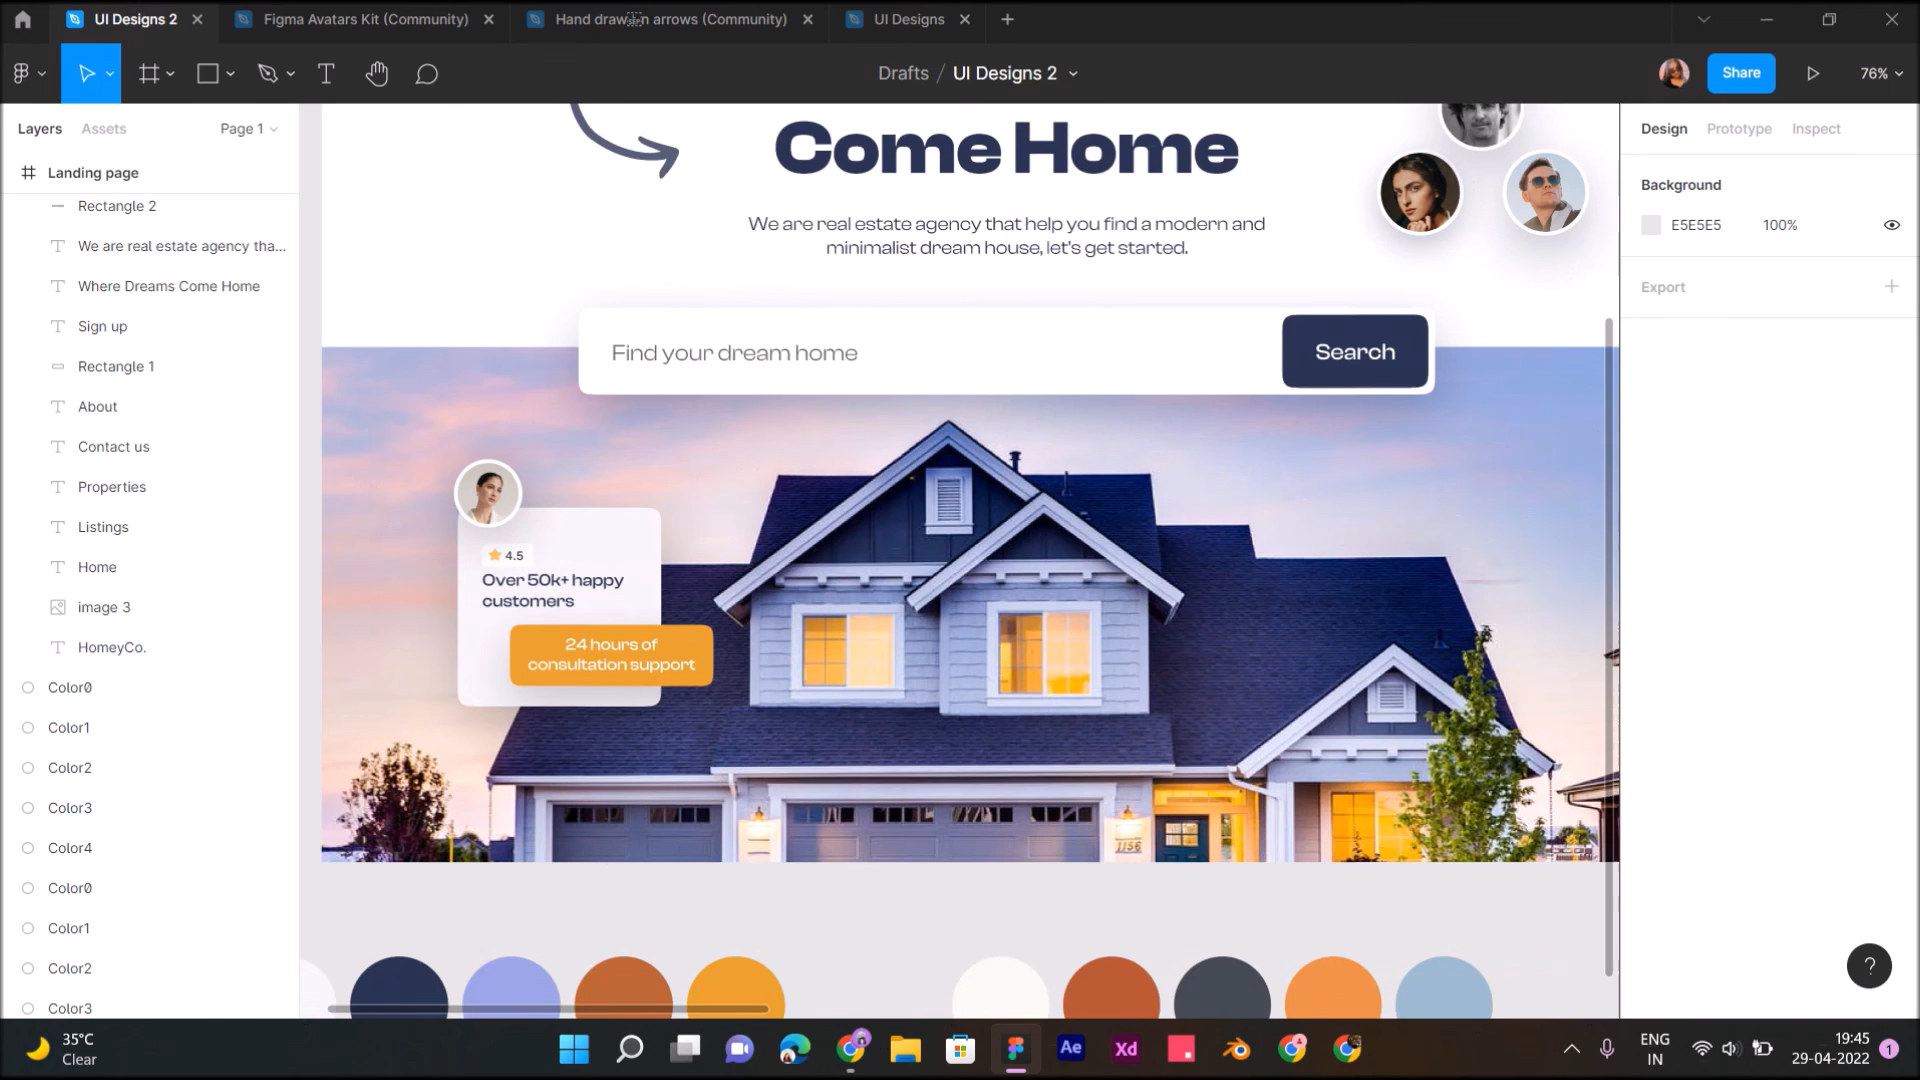 UI Designs 2
Figma Avatars Kit (Community)
Hand drawn arrows (Community)
UI Designs
Drafts / UI Designs 2
Share
76%
Layers
Assets
Page 1
Landing page
Rectangle 2
We are real estate agency tha...
Where Dreams Come Home
Sign up
Rectangle 1
About
Contact us
Properties
Listings
Home
image 3
HomeyCo.
Color0
Color1
Color2
Color3
Color4
Color0
Color1
Color2
Color3
Come Home
We are real estate agency that help you find a modern and
minimalist dream house, let's get started.
Find your dream home
Search
4.5
Over 50k+ happy
customers
24 hours of
consultation support
1156
Design
Prototype
Inspect
Background
E5E5E5
100%
Export
?
35°C
Clear
Ae
Xd
ENG
IN
19:45
29-04-2022
1